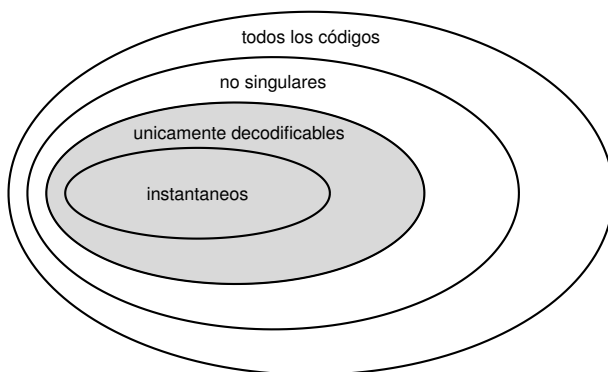 todos los códigos
no singulares
unicamente decodificables
instantaneos